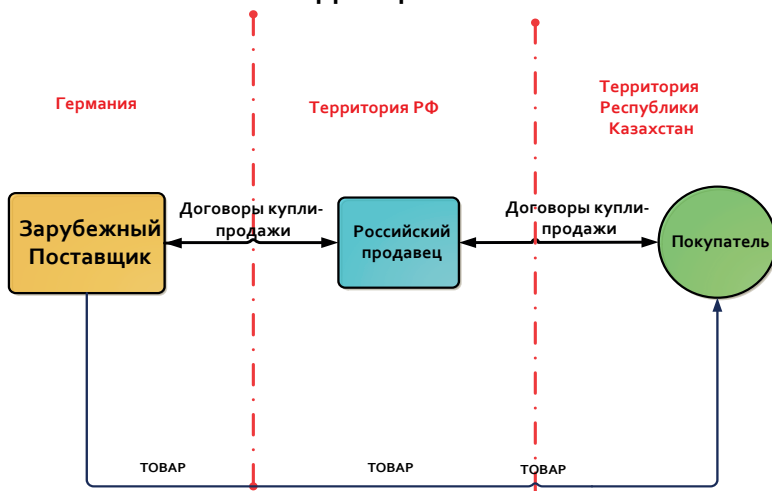 Германия
Территория РФ
Территория
Республики
Казахстан
Зарубежный
Поставщик
Договоры купли-
продажи
Российский
продавец
Договоры купли-
продажи
Покупатель
ТОВАР
ТОВАР
ТОВАР